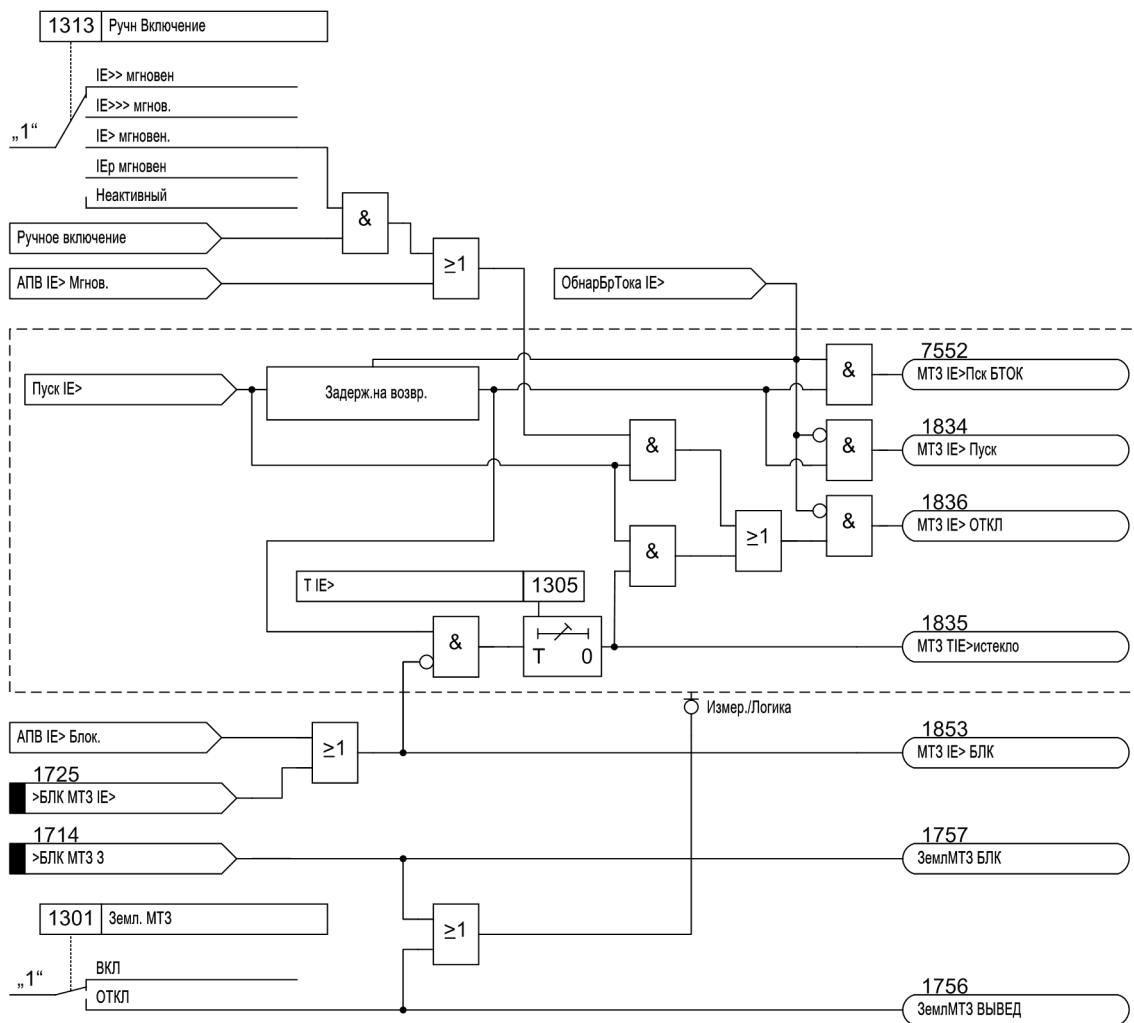 1313 Ручн Включение
IE>> мгновен
IE>>> мгнов.
„1“
IE> мгновен.
IEp мгновен
Неактивный
&
Ручное включение
≥1
АПВ IE> Мгнов.
ОбнарБрТока IE>
7552
&
МТЗ IE>Пск БТОК
Пуск IE>
Задерж.на возвр.
1834
&
&
МТЗ IE> Пуск
1836
&
МТЗ IE> ОТКЛ
≥1
&
T IE> 1305
1835
&
T 0
МТЗ TIE>истекло
Измер./Логика
АПВ IE> Блок.
≥1
1853
МТЗ IE> БЛК
1725
>БЛК МТЗ IE>
1714
>БЛК МТЗ З
1757
ЗемлМТЗ БЛК
1301 Земл. МТЗ
≥1
„1“
ВКЛ
ОТКЛ
1756
ЗемлМТЗ ВЫВЕД